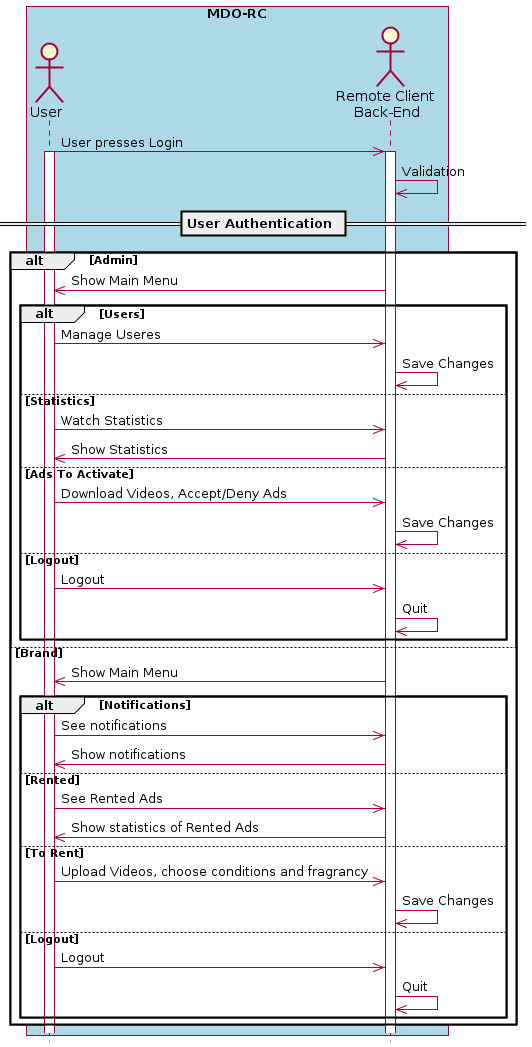 MDO-RC
User
Remote Client
Back-End
User presses Login
Validation
User Authentication
alt [Admin]
Show Main Menu
alt [Users]
Manage Useres
Save Changes
[Statistics]
Watch Statistics
Show Statistics
[Ads To Activate]
Download Videos, Accept/Deny Ads
Save Changes
[Logout]
Logout
Quit
[Brand]
Show Main Menu
alt [Notifications]
See notifications
Show notifications
[Rented]
See Rented Ads
Show statistics of Rented Ads
[To Rent]
Upload Videos, choose conditions and fragrancy
Save Changes
[Logout]
Logout
Quit